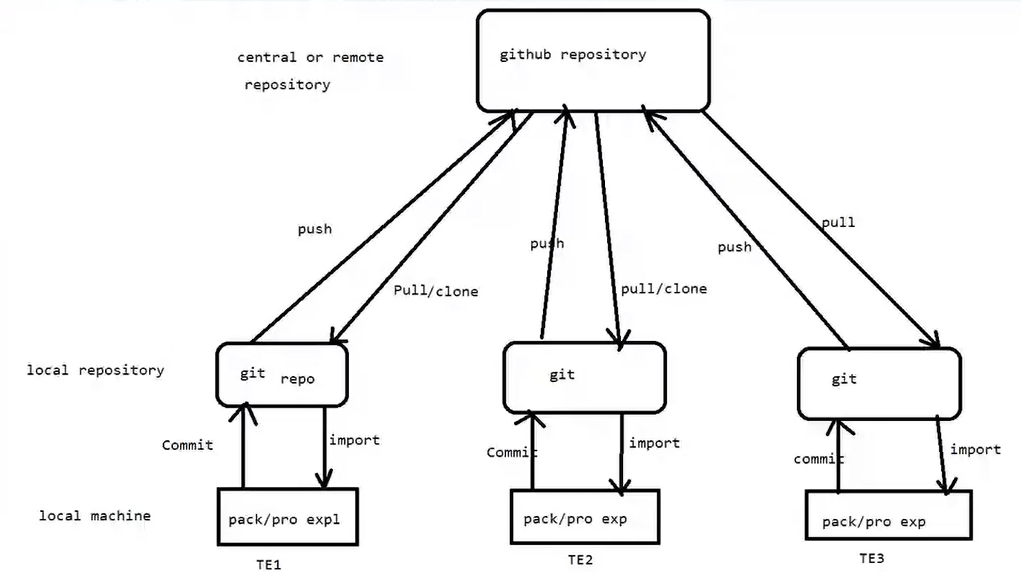 central or remote
repository
github repository
push
Pull/clone
push
pull/clone
push
pull
local repository
git repo
git
git
Commit
import
Commit
import
commit
import
local machine
pack/pro expl
pack/pro exp
pack/pro exp
TE1
TE2
TE3